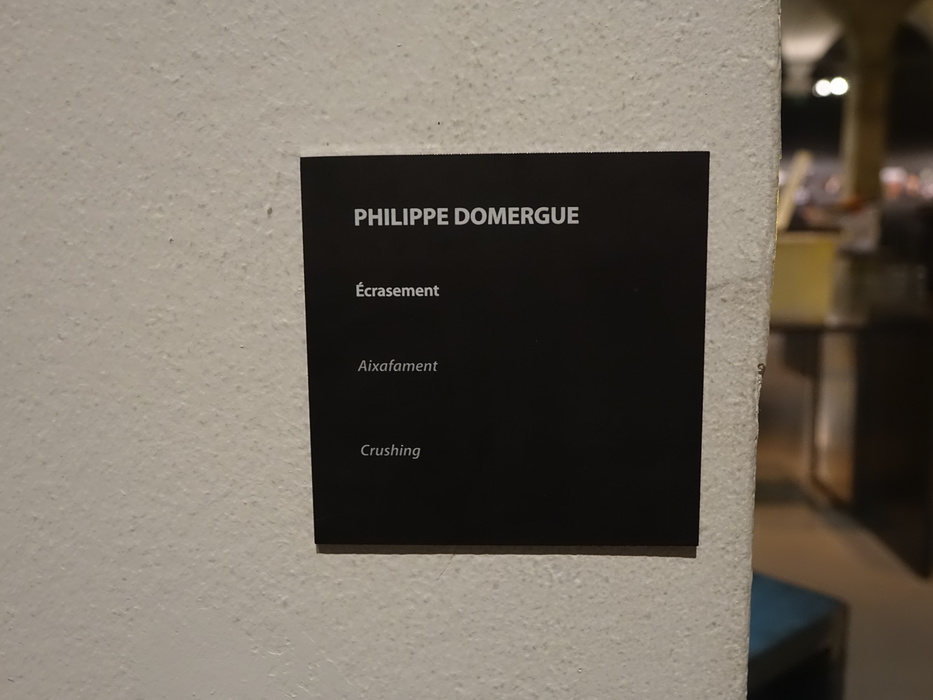 PHILIPPE DOMERGUE
Écrasement
Aixafament
Crushing